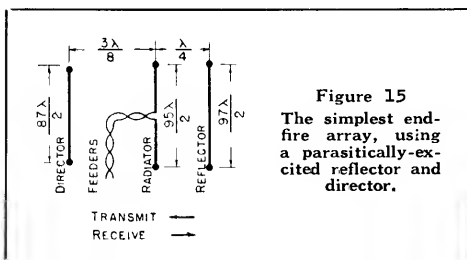 3λ
8
λ
4
.87λ
2
DIRECTOR
FEEDERS
.95λ
2
RADIATOR
.97λ
2
REFLECTOR
TRANSMIT ←
RECEIVE →
Figure 15
The simplest end-
fire array, using
a parasitically-ex-
cited reflector and
director.